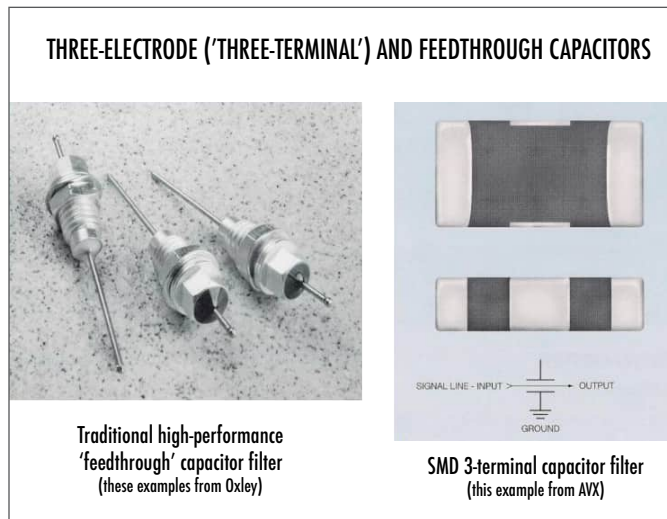 THREE-ELECTRODE ('THREE-TERMINAL') AND FEEDTHROUGH CAPACITORS
SIGNAL LINE - INPUT
OUTPUT
GROUND
Traditional high-performance
'feedthrough' capacitor filter
(these examples from Oxley)
SMD 3-terminal capacitor filter
(this example from AVX)